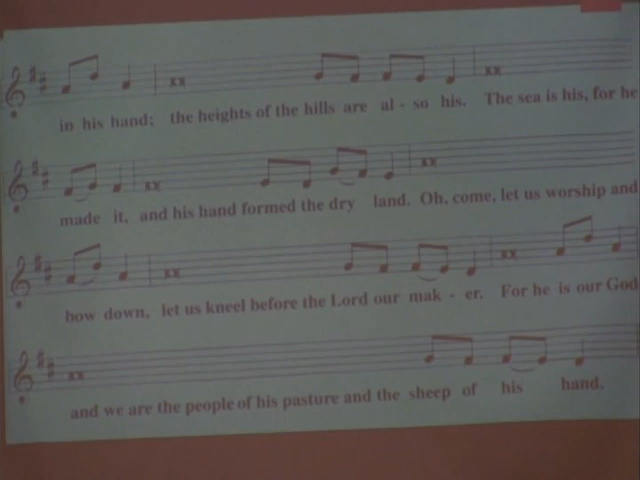 in his hand; the heights of the hills are al - so his. The sea is his, for he
made it, and his hand formed the dry land. Oh, come, let us worship and
bow down, let us kneel before the Lord our mak - er. For he is our God
and we are the people of his pasture and the sheep of his hand.